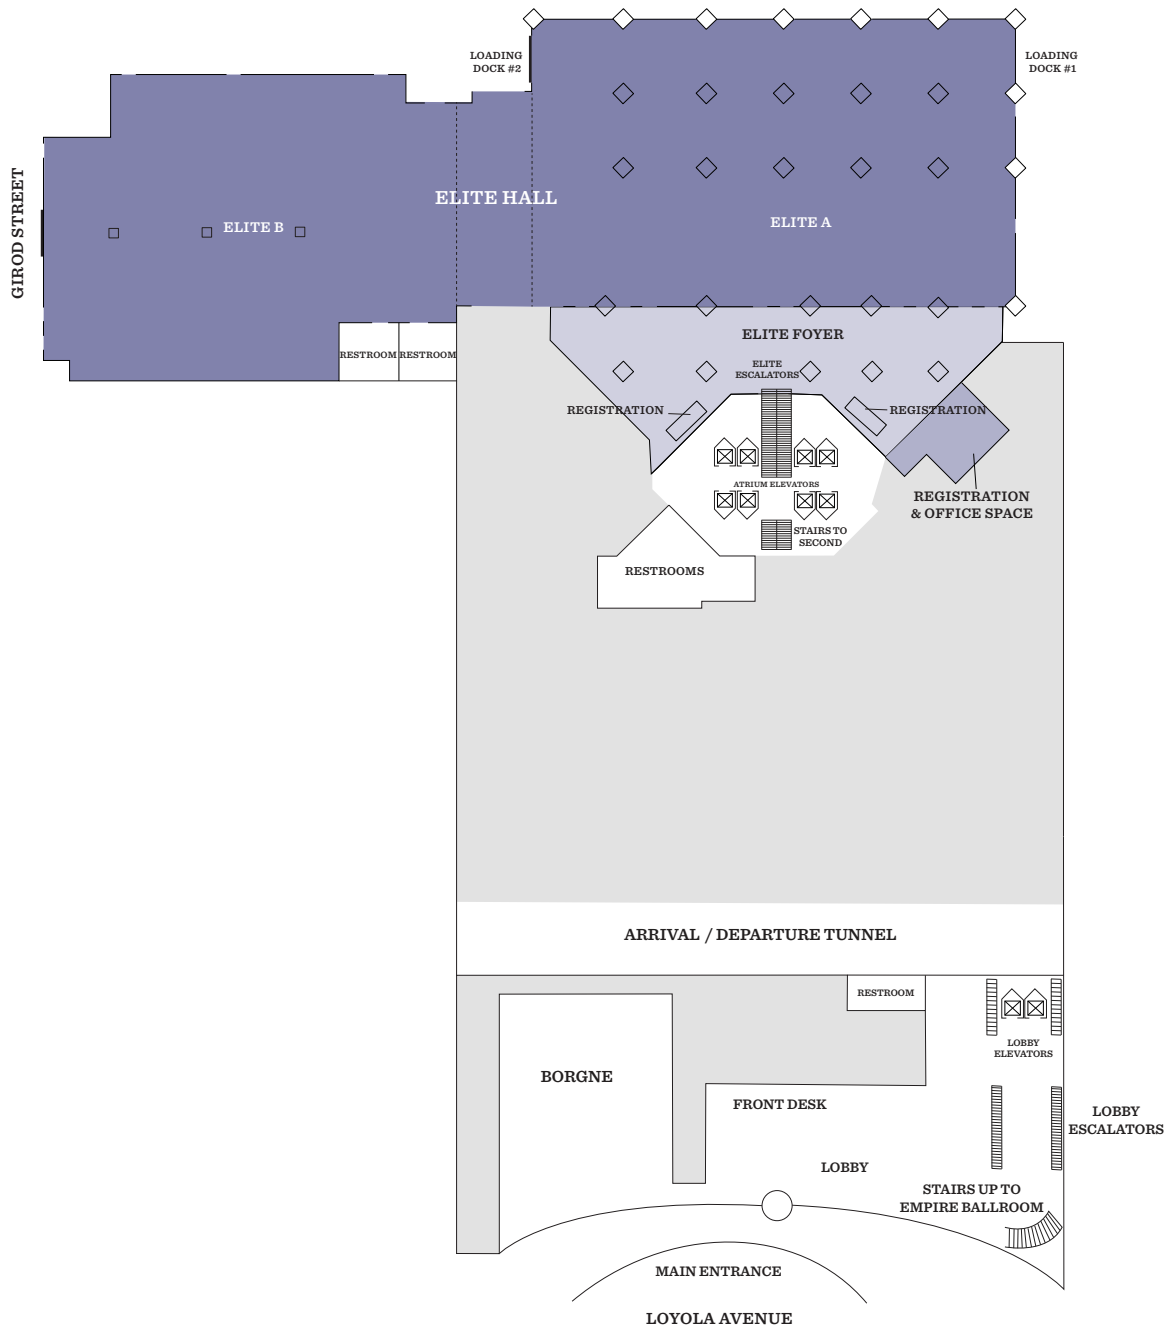 LOADING
DOCK #2
LOADING
DOCK #1
GIROD STREET
ELITE HALL
ELITE B
ELITE A
ELITE FOYER
RESTROOM
RESTROOM
ELITE
ESCALATORS
REGISTRATION
REGISTRATION
ATRIUM ELEVATORS
REGISTRATION
& OFFICE SPACE
STAIRS TO
SECOND
RESTROOMS
ARRIVAL / DEPARTURE TUNNEL
RESTROOM
LOBBY
ELEVATORS
BORGNE
FRONT DESK
LOBBY
ESCALATORS
LOBBY
STAIRS UP TO
EMPIRE BALLROOM
MAIN ENTRANCE
LOYOLA AVENUE